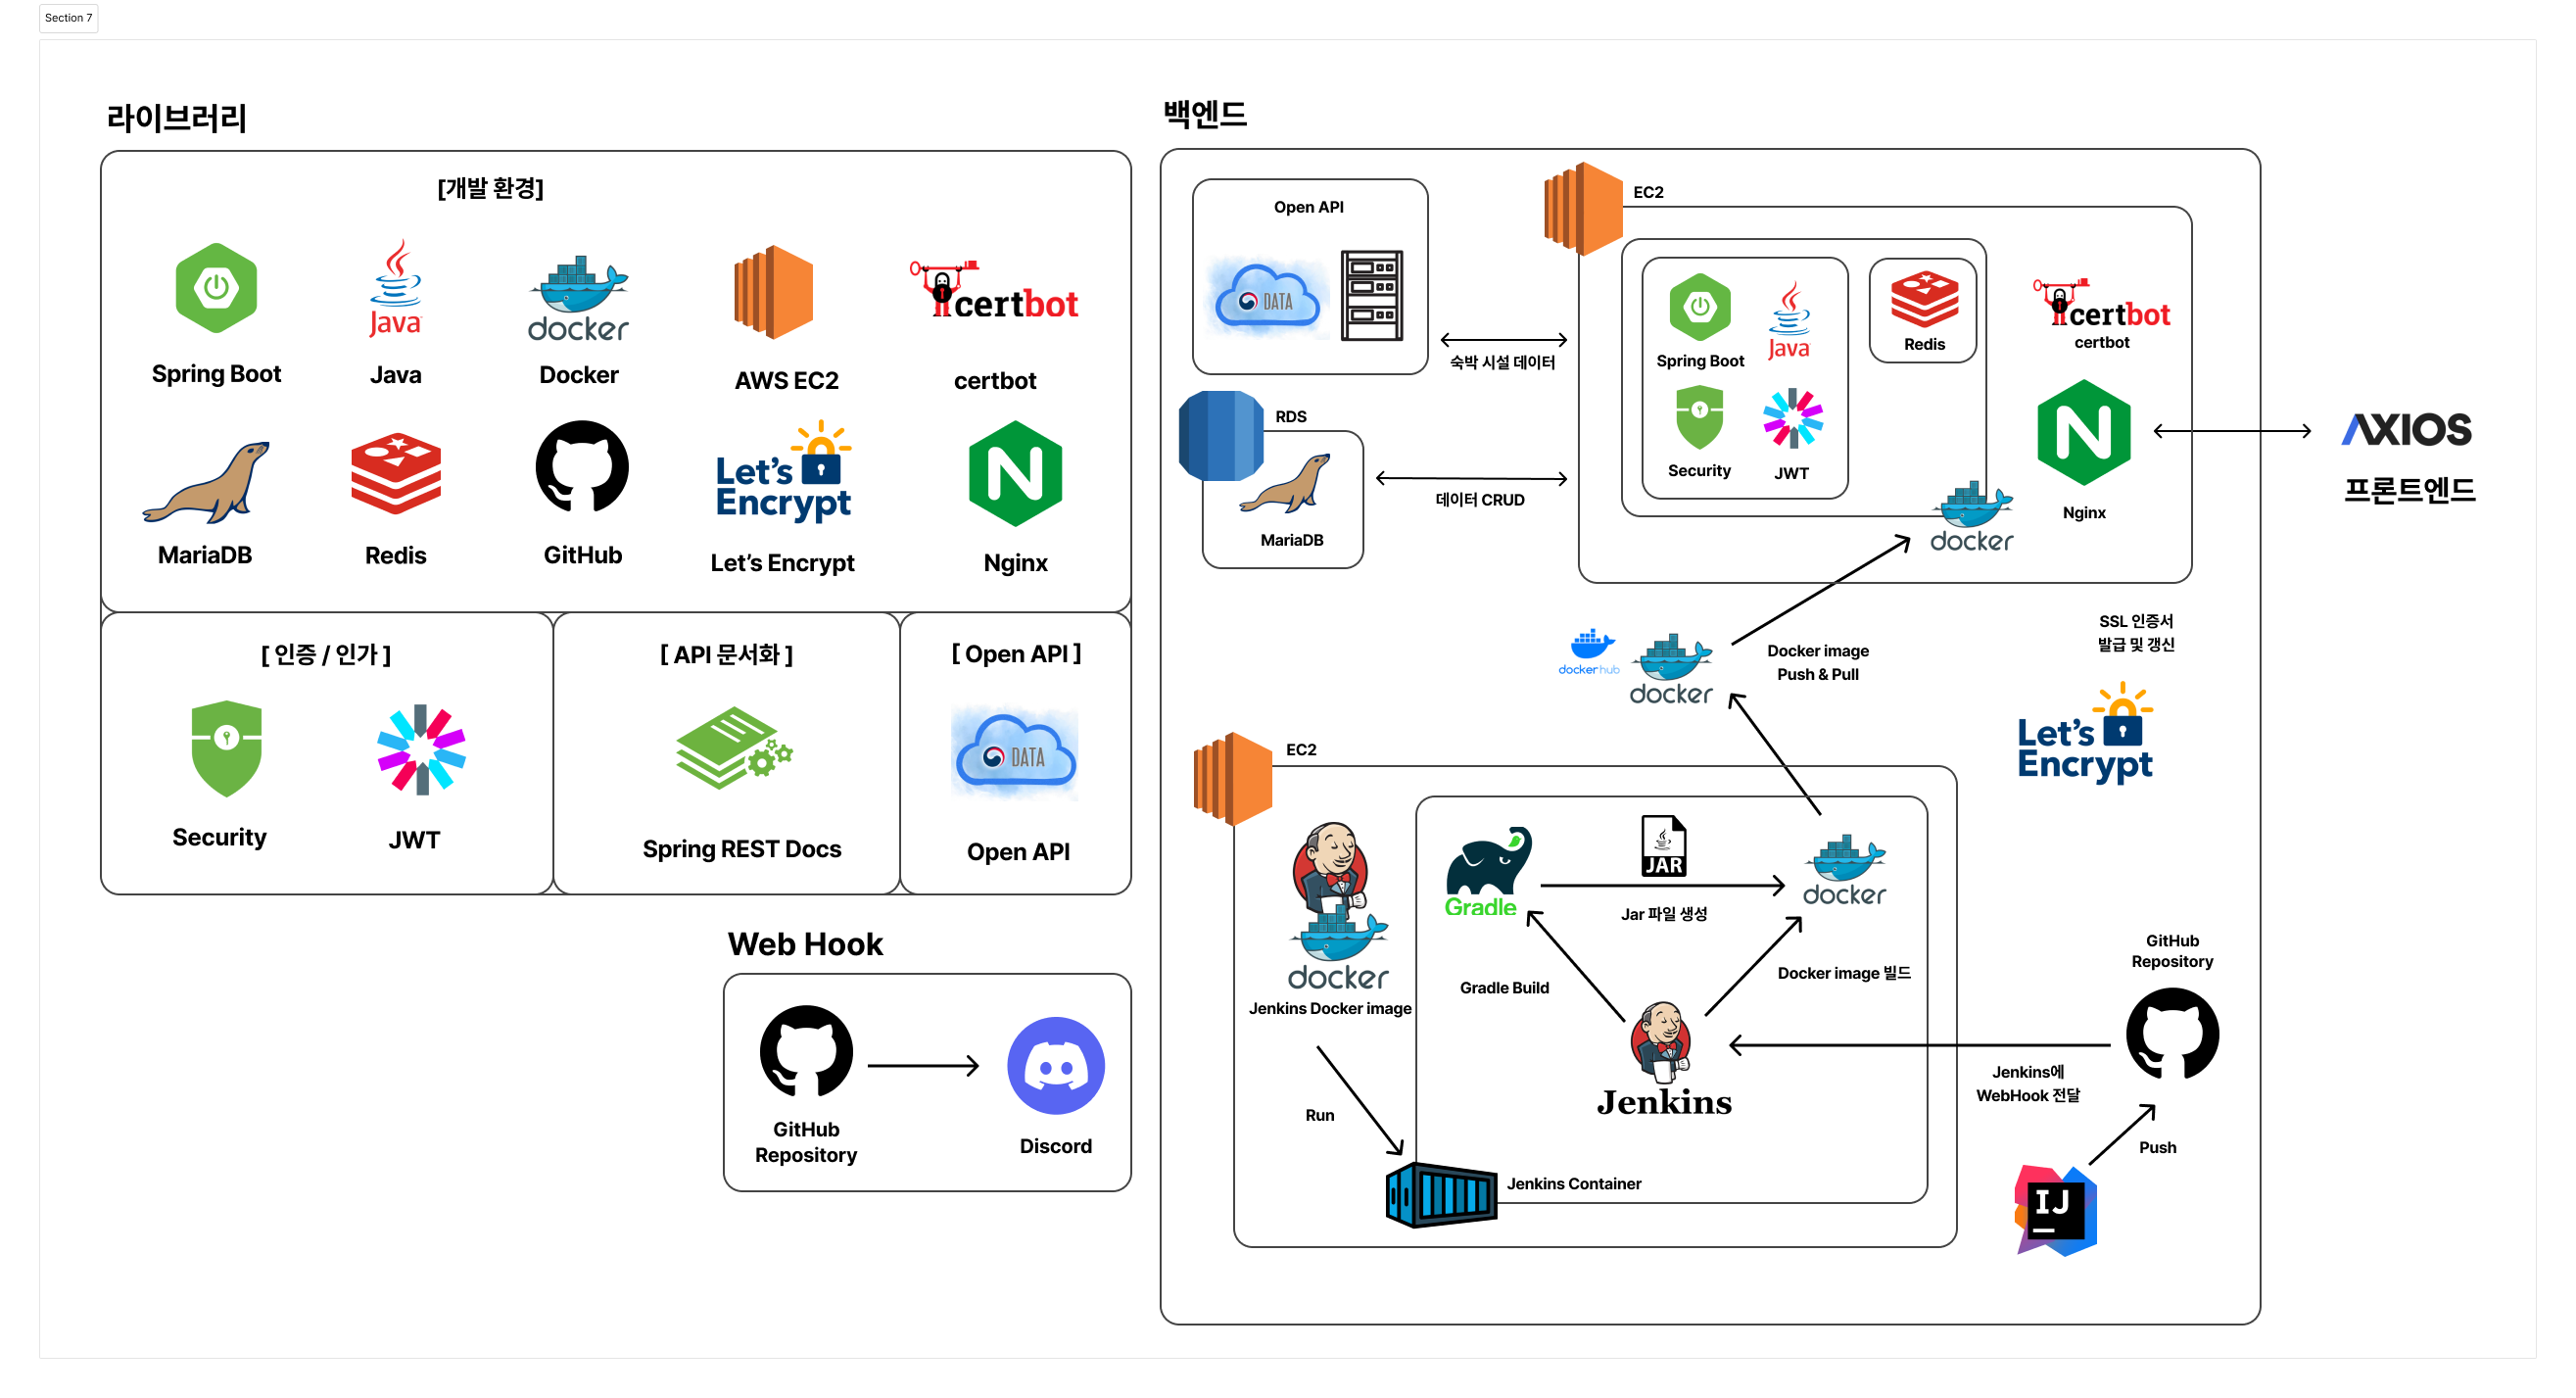 Section 7
라이브러리
[개발 환경]
Java
docker
certbot
Spring Boot
Java
Docker
AWS EC2
certbot
Let's
Encrypt
N
MariaDB
Redis
GitHub
Let's Encrypt
Nginx
[ 인증 / 인가 ]
Security
JWT
[ API 문서화 ]
Spring REST Docs
[ Open API ]
DATA
Open API
Web Hook
GitHub
Repository
Discord
백엔드
Open API
DATA
숙박 시설 데이터
RDS
MariaDB
데이터 CRUD
EC2
Spring Boot
Java
Security
JWT
Redis
docker
certbot
certbot
N
Nginx
AXIOS
프론트엔드
dockerhub
docker
Docker image
Push & Pull
SSL 인증서
발급 및 갱신
Let's
Encrypt
EC2
docker
Jenkins Docker image
Run
Gradle
JAR
Jar 파일 생성
docker
Gradle Build
Docker image 빌드
Jenkins
Jenkins Container
GitHub
Repository
Jenkins에
WebHook 전달
Push
IJ